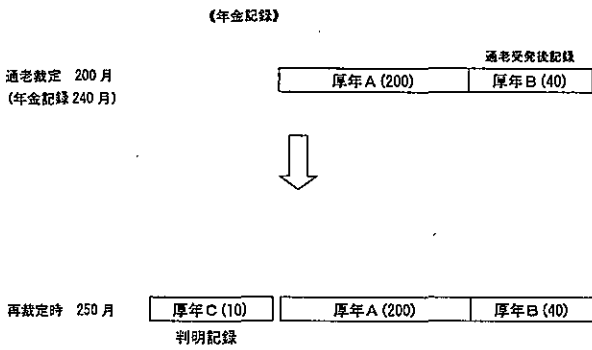 《年金記録》
通老受発後記録
通老裁定 200月
(年金記録240月)
厚年A(200)
厚年B(40)
再裁定時 250月
厚年C(10)
厚年A(200)
厚年B(40)
判明記録